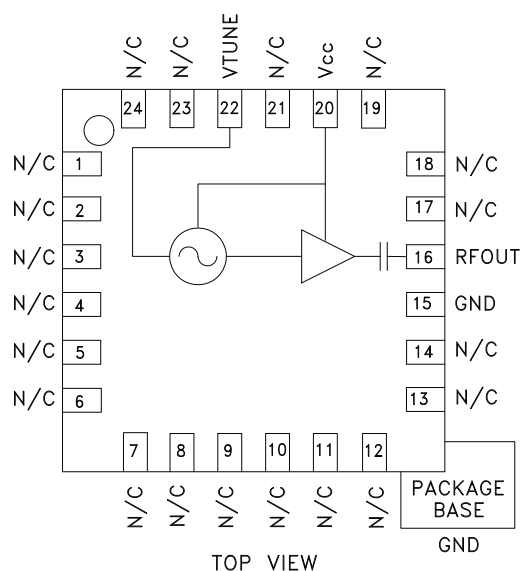 N/C
N/C
VTUNE
N/C
Vcc
N/C
24 23 22 21 20 19
N/C 1
N/C 2
N/C 3
N/C 4
N/C 5
N/C 6
18 N/C
17 N/C
16 RFOUT
15 GND
14 N/C
13 N/C
7 8 9 10 11 12
N/C
N/C
N/C
N/C
N/C
N/C
PACKAGE
BASE
GND
TOP VIEW